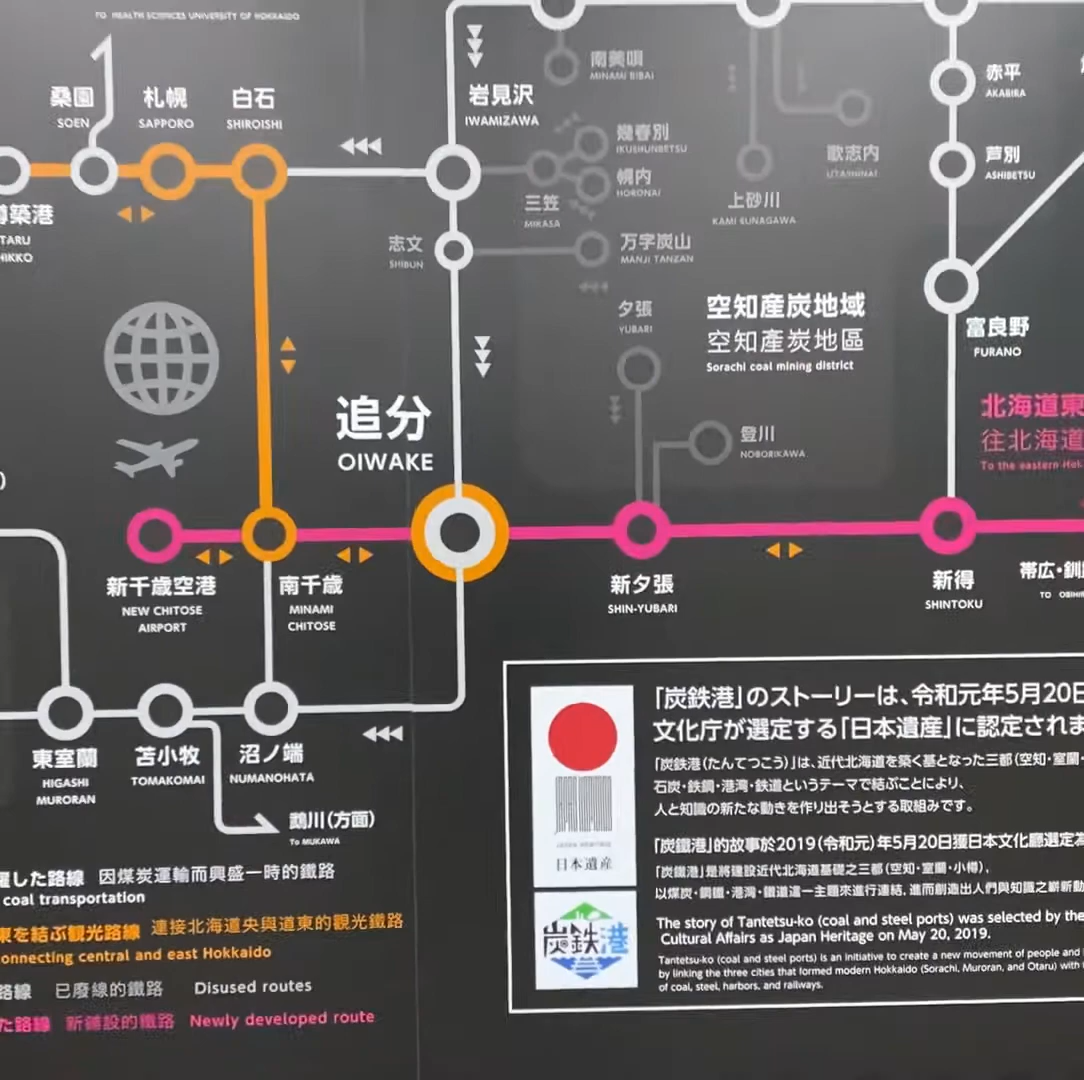 TO HEALTH SCIENCES UNIVERSITY OF HOKKAIDO
桑園
SOEN
札幌
SAPPORO
白石
SHIROISHI
岩見沢
IWAMIZAWA
南美唄
MINAMI BIBAI
幾春別
IKUSHUNBETSU
幌内
HORONAI
三笠
MIKASA
歌志内
UTASHINAI
上砂川
KAMI SUNAGAWA
赤平
AKABIRA
芦別
ASHIBETSU
築港
TARU
HIKKO
志文
SHIBUN
万字炭山
MANJI TANZAN
夕張
YUBARI
空知産炭地域
空知產炭地區
Sorachi coal mining district
富良野
FURANO
登川
NOBORIKAWA
北海道東
往北海道
To the eastern
追分
OIWAKE
新千歳空港
NEW CHITOSE
AIRPORT
南千歳
MINAMI
CHITOSE
新夕張
SHIN-YUBARI
新得
SHINTOKU
帯広・釧
TO
東室蘭
HIGASHI
MURORAN
苫小牧
TOMAKOMAI
沼ノ端
NUMANOHATA
鵡川(方面)
To MUKAWA
した路線 因煤炭運輸而興盛一時的鐵路
coal transportation
東を結ぶ観光路線 連接北海道央與道東的觀光鐵路
onnecting central and east Hokkaido
路線 已廢線的鐵路 Disused routes
た路線 新鋪設的鐵路 Newly developed route
「炭鉄港」のストーリーは、令和元年5月20日
文化庁が選定する「日本遺産」に認定されま
「炭鉄港(たんてつこう)」は、近代北海道を築く基となった三都(空知・室蘭・
石炭・鉄鋼・港湾・鉄道というテーマで結ぶことにより、
人と知識の新たな動きを作り出そうとする取組みです。
「炭鐵港」的故事於2019(令和元)年5月20日獲日本文化廳選定為
「炭鐵港」是將建設近代北海道基礎之三都(空知・室蘭・小樽)、
以煤炭・鋼鐵・港灣・鐵道這一主題來進行連結,進而創造出人們與知識之嶄新動
The story of Tantetsu-ko (coal and steel ports) was selected by the
Cultural Affairs as Japan Heritage on May 20, 2019.
Tantetsu-ko (coal and steel ports) is an initiative to create a new movement of people and
by linking the three cities that formed modern Hokkaido (Sorachi, Muroran, and Otaru) with
of coal, steel, harbors, and railways.
JAPAN HERITAGE
日本遺産
炭鉄港